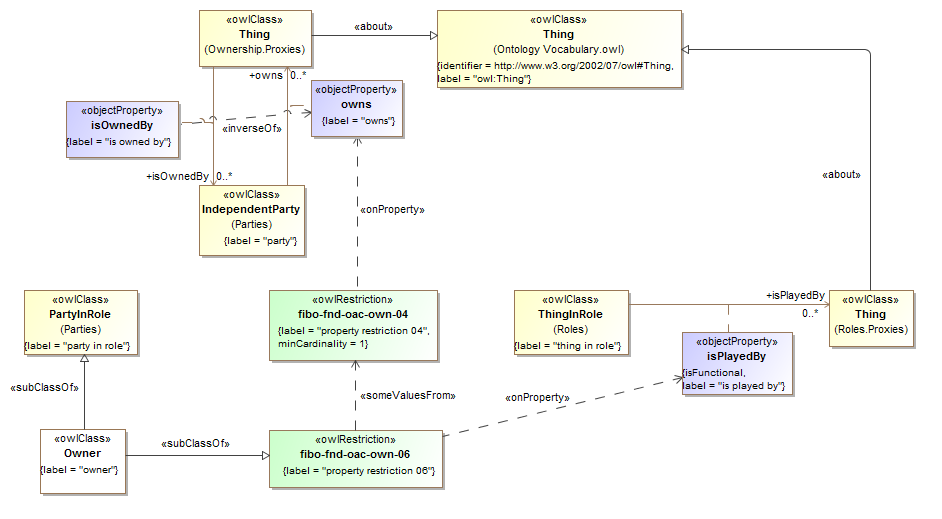 «owlClass»
Thing
(Ownership.Proxies)
«about»
«owlClass»
Thing
(Ontology Vocabulary.owl)
{identifier = http://www.w3.org/2002/07/owl#Thing,
label = "owl:Thing"}
+owns 0..*
«objectProperty»
owns
{label = "owns"}
«objectProperty»
isOwnedBy
{label = "is owned by"}
«inverseOf»
+isOwnedBy 0..*
«about»
«owlClass»
IndependentParty
(Parties)
{label = "party"}
«onProperty»
«owlClass»
PartyInRole
(Parties)
{label = "party in role"}
«owlRestriction»
fibo-fnd-oac-own-04
{label = "property restriction 04",
minCardinality = 1}
«owlClass»
ThingInRole
(Roles)
{label = "thing in role"}
+isPlayedBy
0..*
«owlClass»
Thing
(Roles.Proxies)
«objectProperty»
isPlayedBy
{isFunctional,
label = "is played by"}
«subClassOf»
«someValuesFrom»
«onProperty»
«owlClass»
Owner
{label = "owner"}
«subClassOf»
«owlRestriction»
fibo-fnd-oac-own-06
{label = "property restriction 06"}